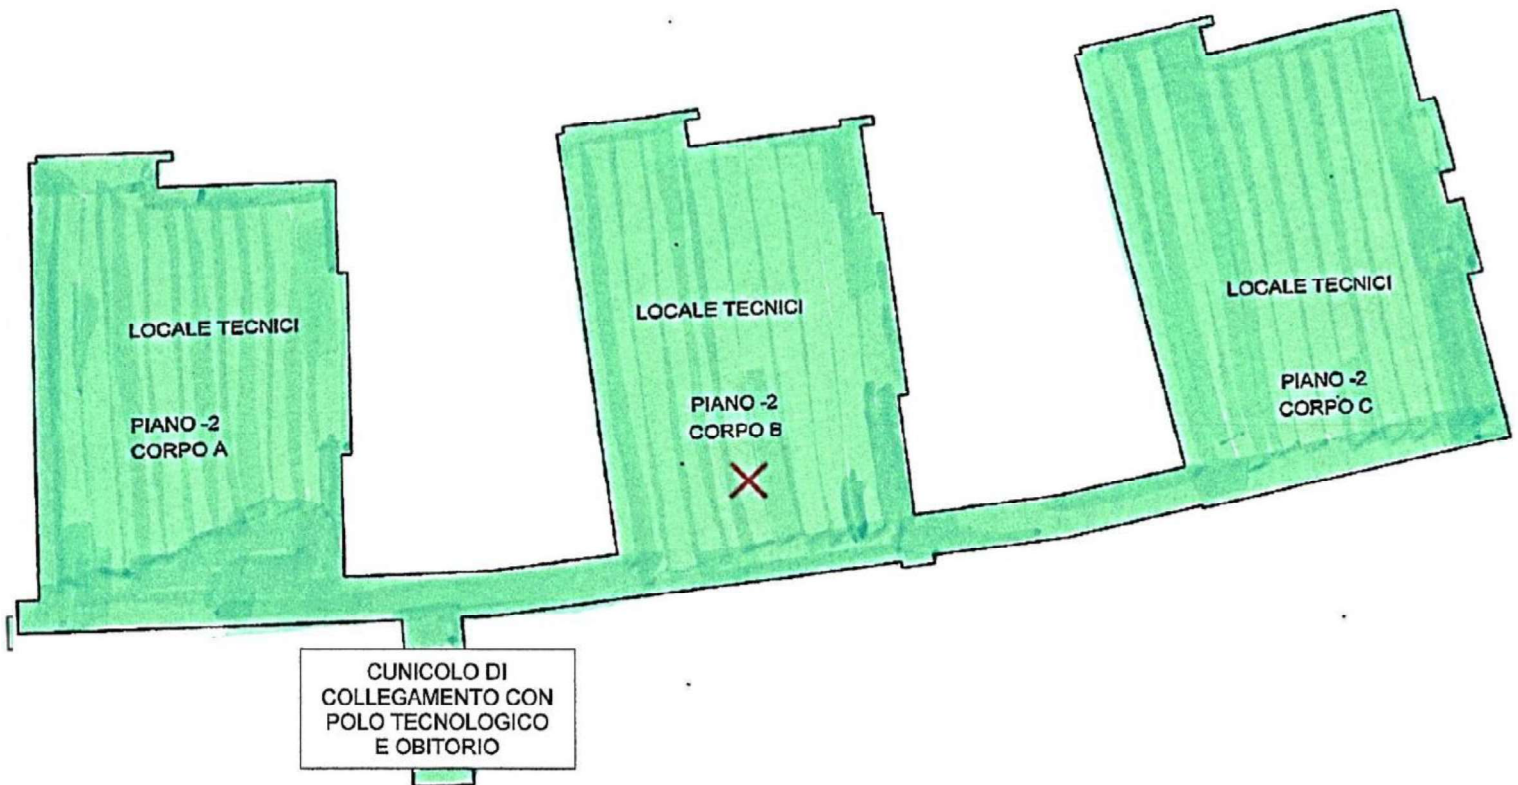 LOCALE TECNICI
PIANO -2
CORPO A
LOCALE TECNICI
PIANO -2
CORPO B
LOCALE TECNICI
PIANO -2
CORPO C
CUNICOLO DI
COLLEGAMENTO CON
POLO TECNOLOGICO
E OBITORIO